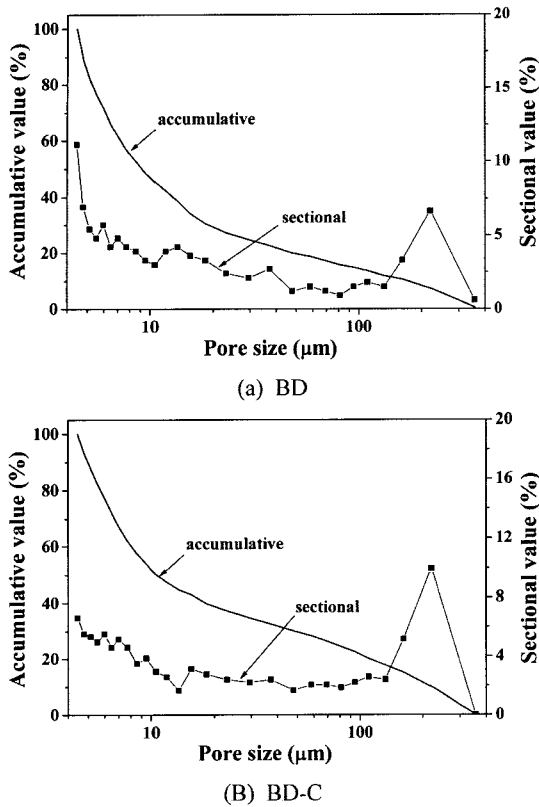 100
80
60
40
20
0
Accumulative value (%)
accumulative
sectional
20
15
10
5
0
Sectional value (%)
10
100
Pore size (μm)
(a) BD
100
80
60
40
20
0
Accumulative value (%)
accumulative
sectional
20
16
12
8
4
0
Sectional value (%)
10
100
Pore size (μm)
(B) BD-C